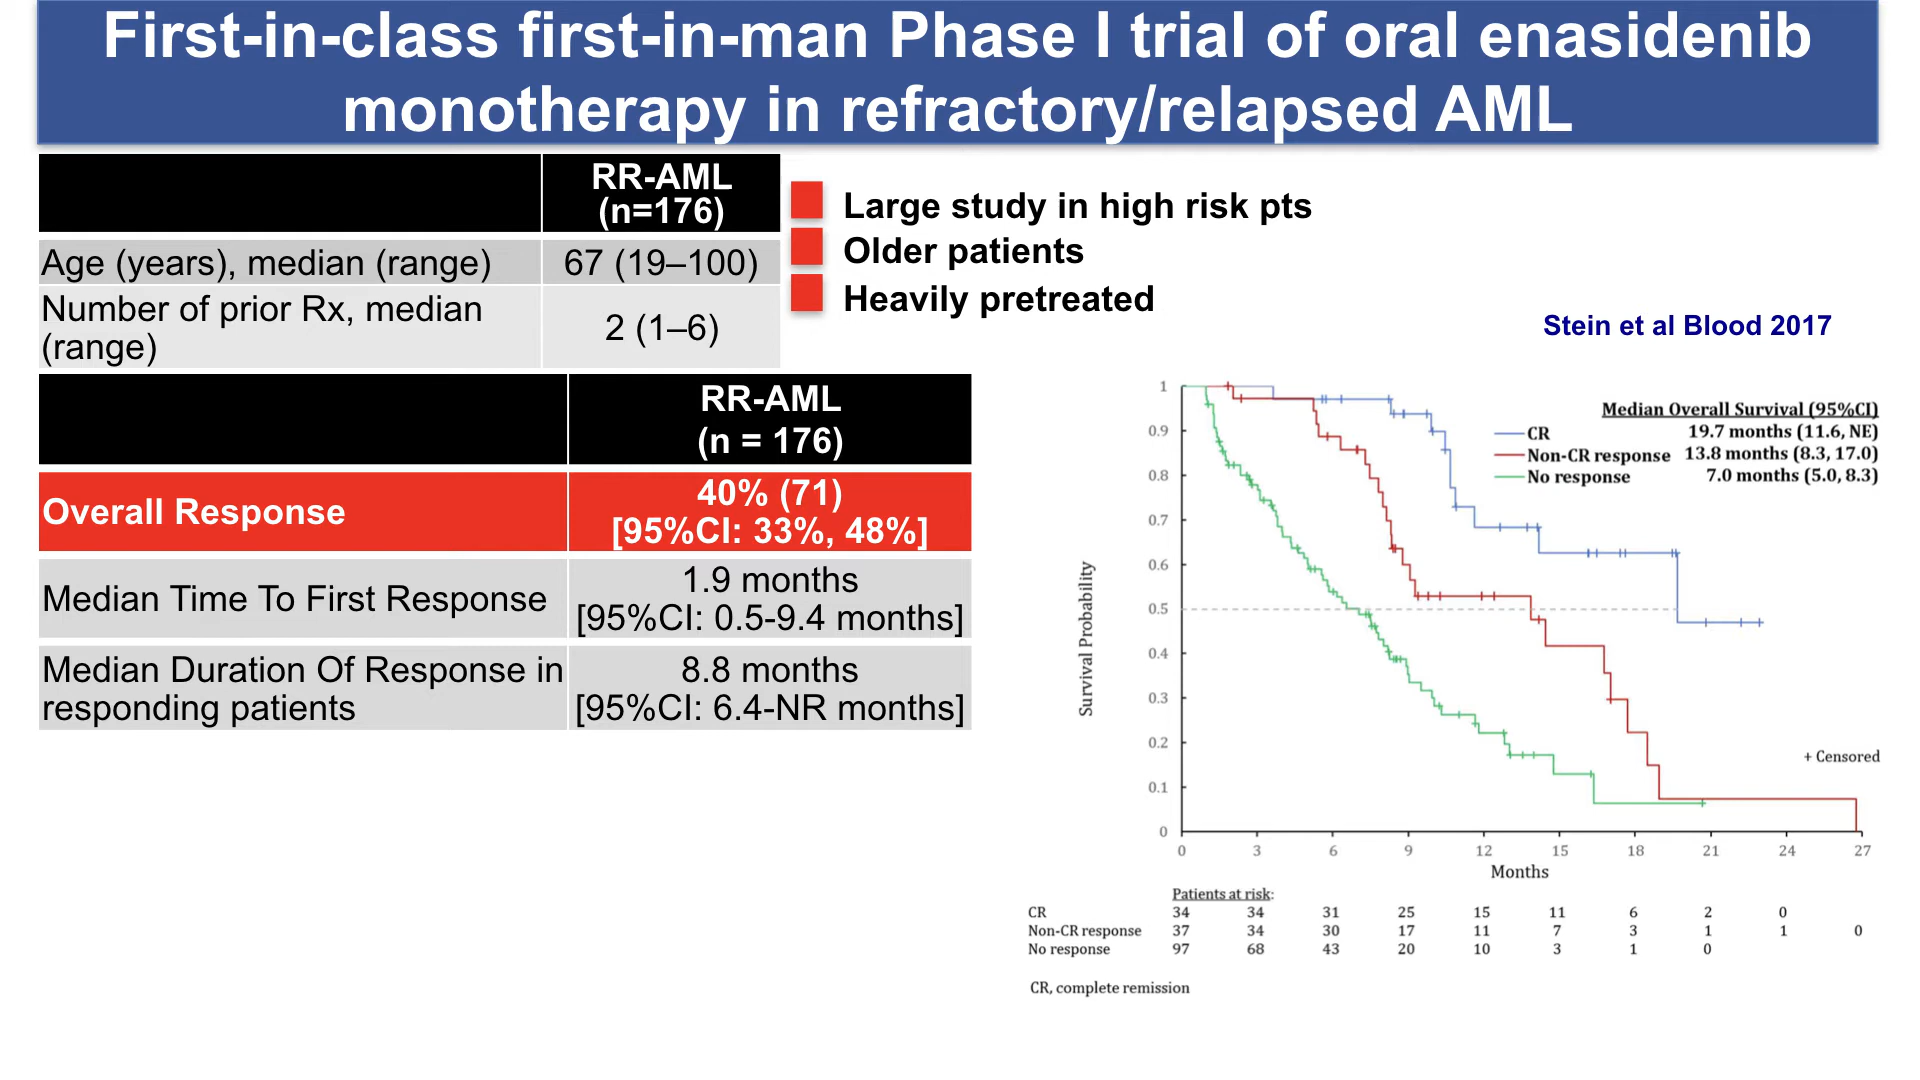 First-in-class first-in-man Phase I trial of oral enasidenib
monotherapy in refractory/relapsed AML
RR-AML
(n=176)
Age (years), median (range)
67 (19–100)
Number of prior Rx, median
(range)
2 (1–6)
Large study in high risk pts
Older patients
Heavily pretreated
Stein et al Blood 2017
RR-AML
(n = 176)
Overall Response
40% (71)
[95%CI: 33%, 48%]
Median Time To First Response
1.9 months
[95%CI: 0.5-9.4 months]
Median Duration Of Response in
responding patients
8.8 months
[95%CI: 6.4-NR months]
Median Overall Survival (95%CI)
CR 19.7 months (11.6, NE)
Non-CR response 13.8 months (8.3, 17.0)
No response 7.0 months (5.0, 8.3)
+ Censored
Survival Probability
1
0.9
0.8
0.7
0.6
0.5
0.4
0.3
0.2
0.1
0
0 3 6 9 12 15 18 21 24 27
Months
Patients at risk:
CR 34 34 31 25 15 11 6 2 0
Non-CR response 37 34 30 17 11 7 3 1 1 0
No response 97 68 43 20 10 3 1 0
CR, complete remission